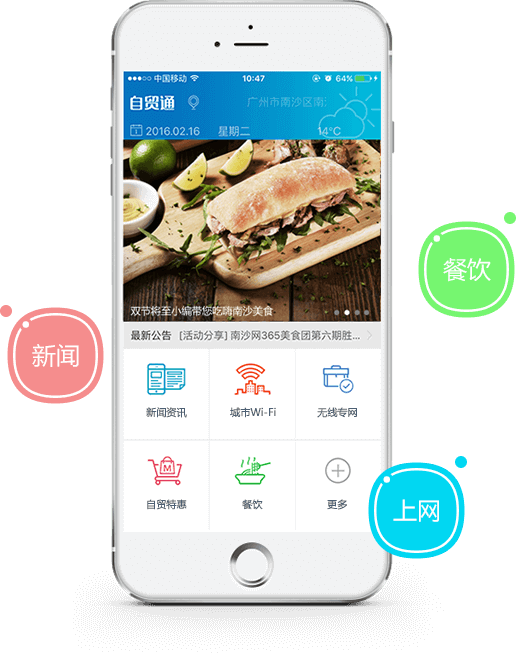 中国移动 10:47 64%
自贸通 广州市南沙区南
2016.02.16 星期二 14°C
双节将至小编带您吃嗨南沙美食
最新公告 [活动分享] 南沙网365美食团第六期胜...
餐饮
新闻
新闻资讯 城市Wi-Fi 无线专网
M
自贸特惠 餐饮 更多
上网